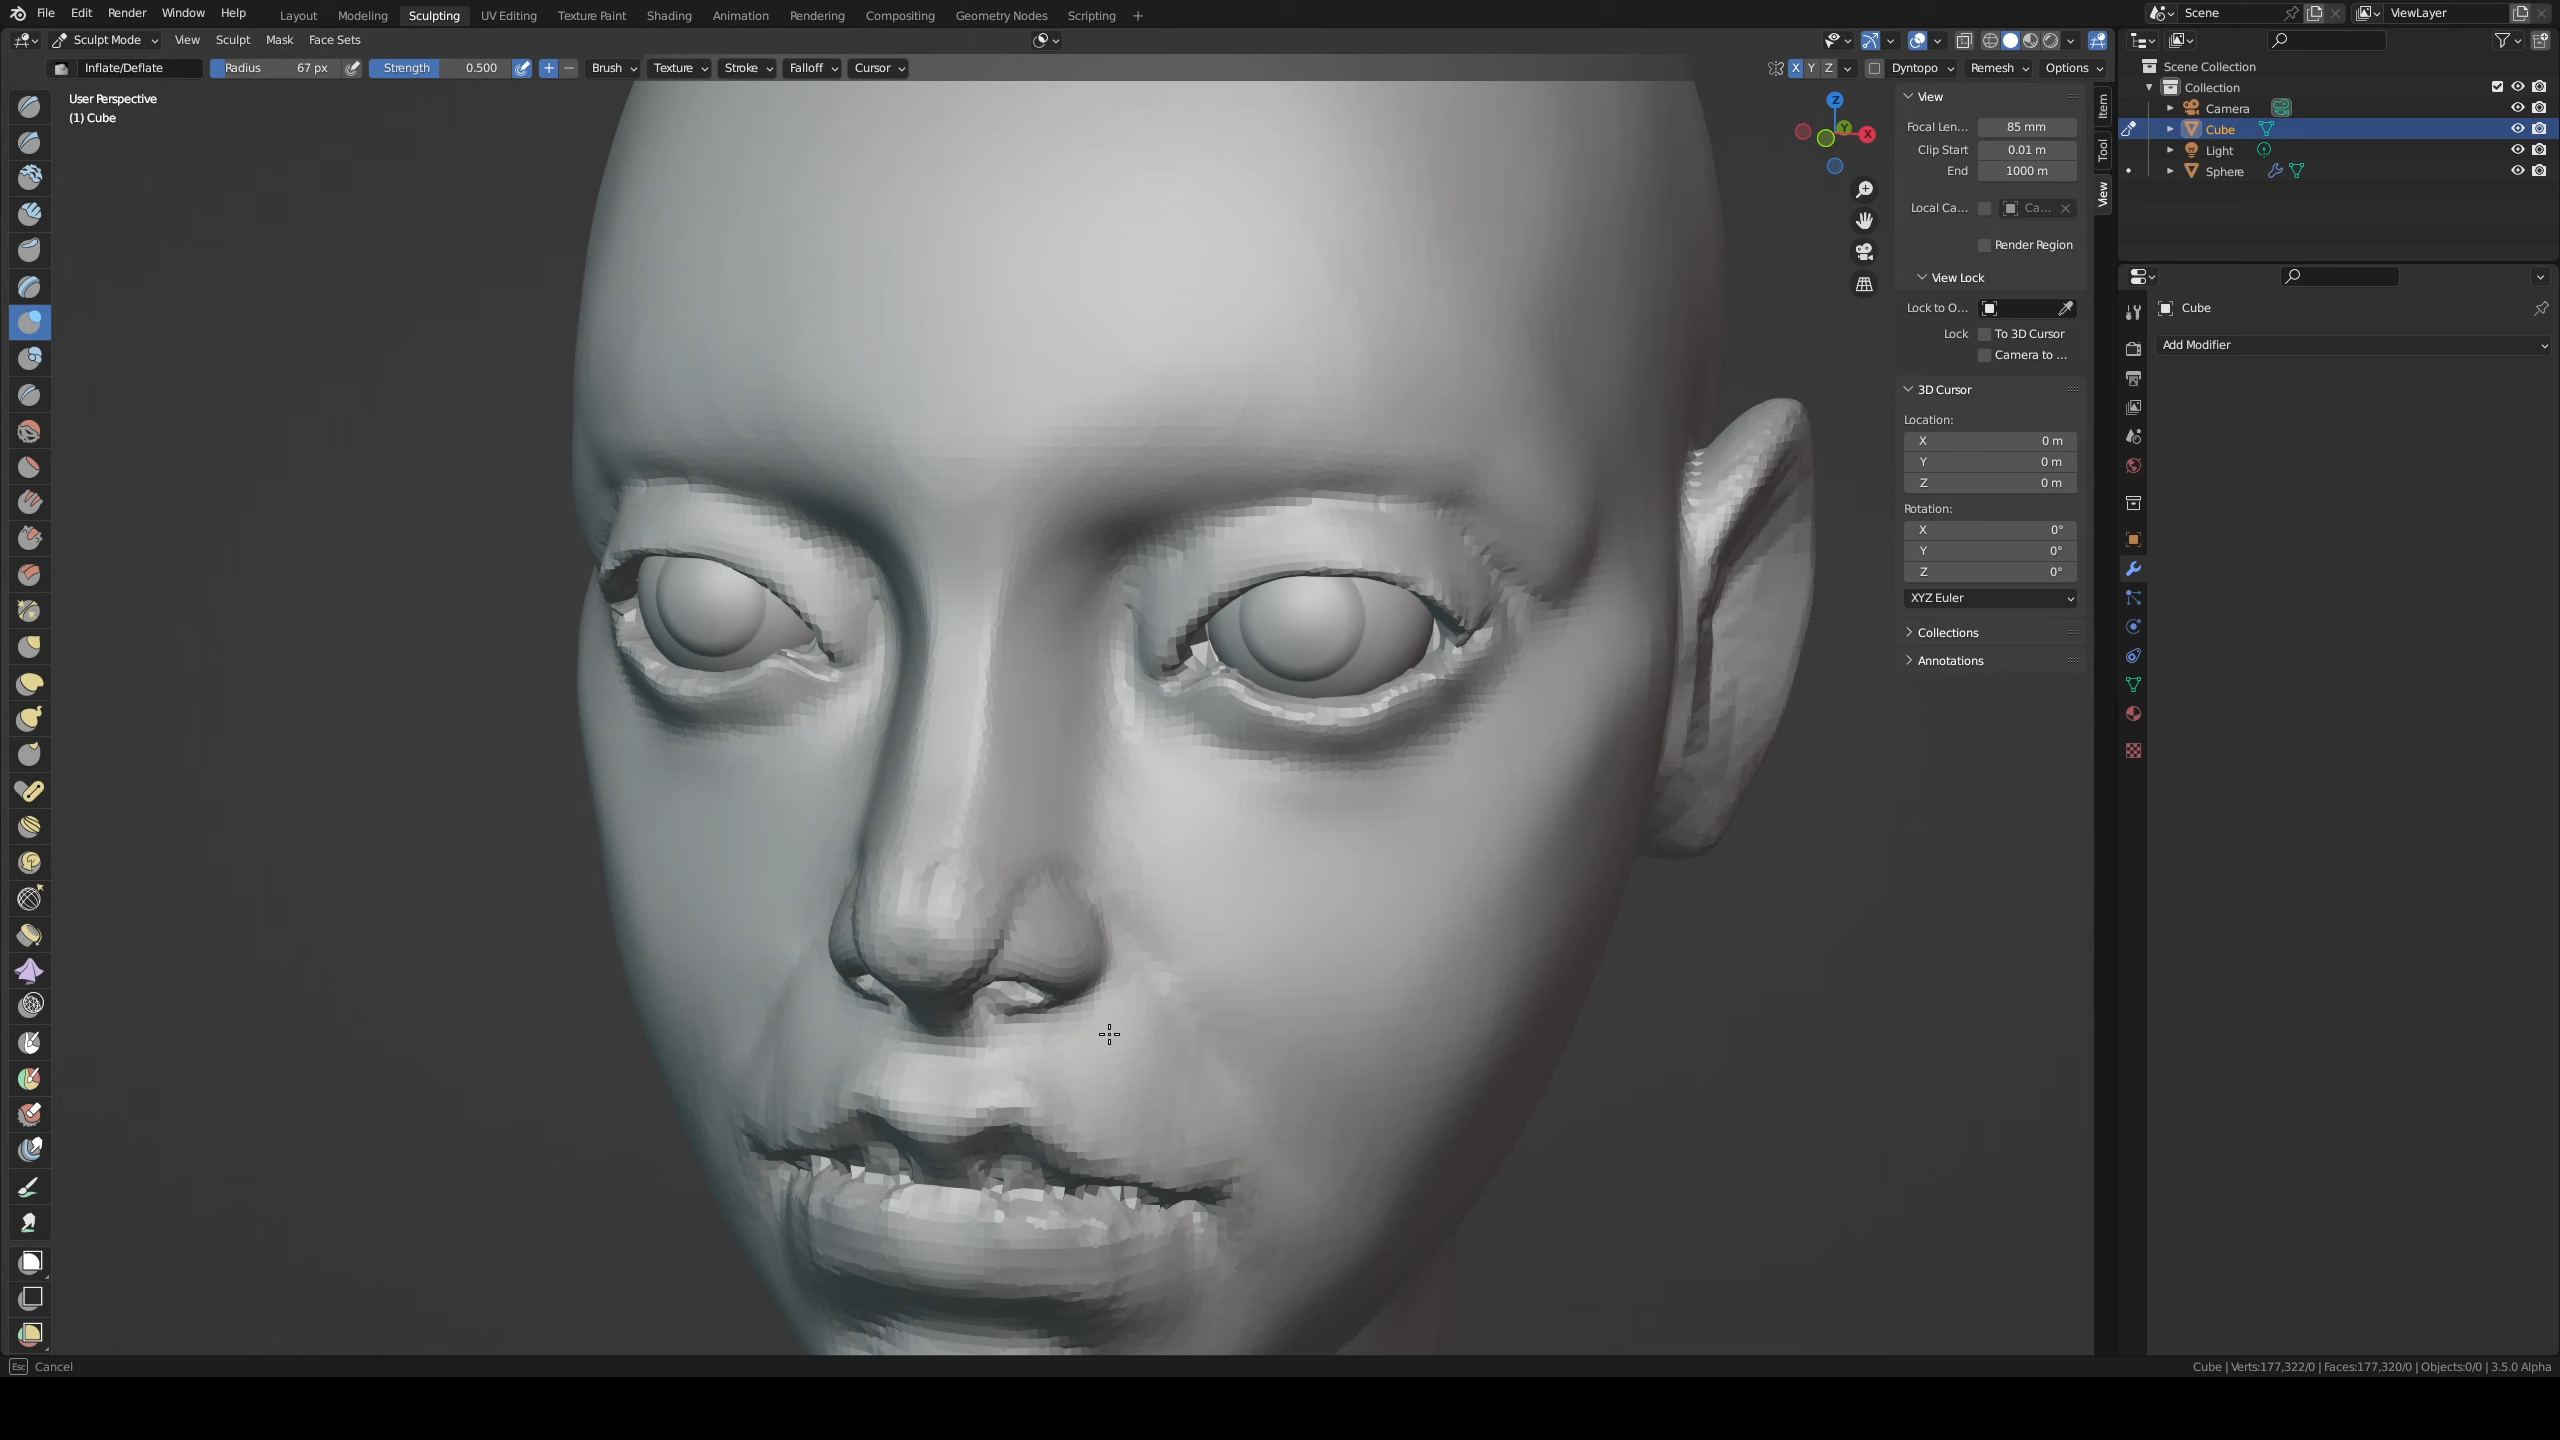 File Edit Render Window Help Layout Modeling Sculpting UV Editing Texture Paint Shading Animation Rendering Compositing Geometry Nodes Scripting + Scene ViewLayer
Sculpt Mode View Sculpt Mask Face Sets
Inflate/Deflate Radius 67 px Strength 0.500 Brush Texture Stroke Falloff Cursor X Y Z Dyntopo Remesh Options
User Perspective
(1) Cube
Z
Y
X
View
Focal Len... 85 mm
Clip Start 0.01 m
End 1000 m
Local Ca... Ca...
Render Region
View Lock
Lock to O...
Lock To 3D Cursor
Camera to ...
3D Cursor
Location:
X 0 m
Y 0 m
Z 0 m
Rotation:
X 0°
Y 0°
Z 0°
XYZ Euler
Collections
Annotations
Item
Tool
View
Scene Collection
Collection
Camera
Cube
Light
Sphere
Cube
Add Modifier
Esc Cancel
Cube | Verts:177,322/0 | Faces:177,320/0 | Objects:0/0 | 3.5.0 Alpha